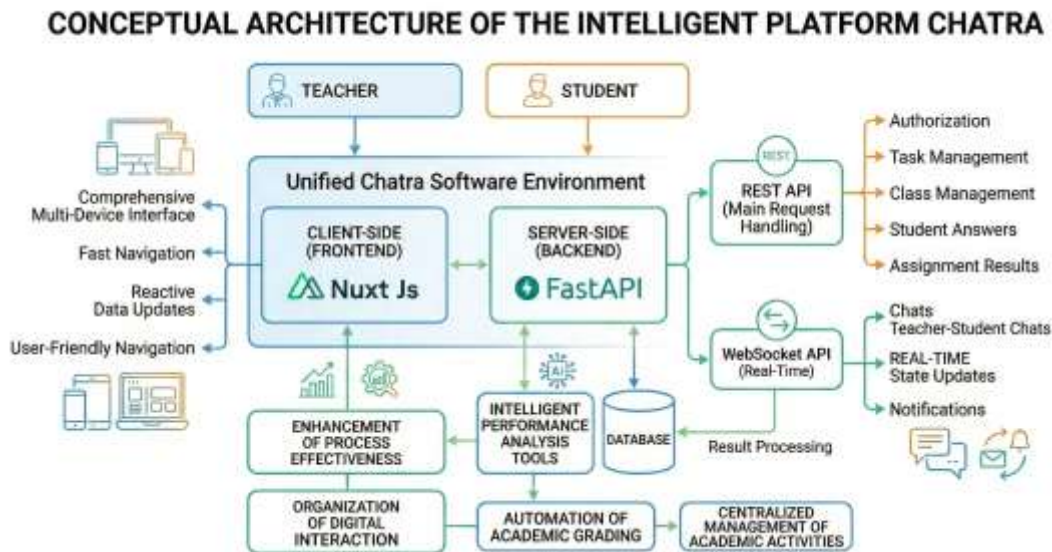 CONCEPTUAL ARCHITECTURE OF THE INTELLIGENT PLATFORM CHATRA
TEACHER
STUDENT
Unified Chatra Software Environment
CLIENT-SIDE
(FRONTEND)
Nuxt Js
SERVER-SIDE
(BACKEND)
FastAPI
Comprehensive
Multi-Device Interface
Fast Navigation
Reactive
Data Updates
User-Friendly Navigation
REST
REST API
(Main Request
Handling)
Authorization
Task Management
Class Management
Student Answers
Assignment Results
WebSocket API
(Real-Time)
Chats
Teacher-Student Chats
REAL-TIME
State Updates
Notifications
AI
ENHANCEMENT
OF PROCESS
EFFECTIVENESS
INTELLIGENT
PERFORMANCE
ANALYSIS
TOOLS
DATABASE
Result Processing
ORGANIZATION
OF DIGITAL
INTERACTION
AUTOMATION OF
ACADEMIC GRADING
CENTRALIZED
MANAGEMENT OF
ACADEMIC ACTIVITIES